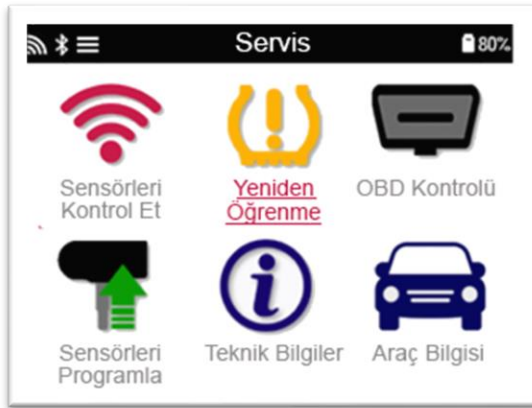 Servis
80%
Sensörleri
Kontrol Et
Yeniden
Öğrenme
OBD Kontrolü
Sensörleri
Programla
Teknik Bilgiler
Araç Bilgisi